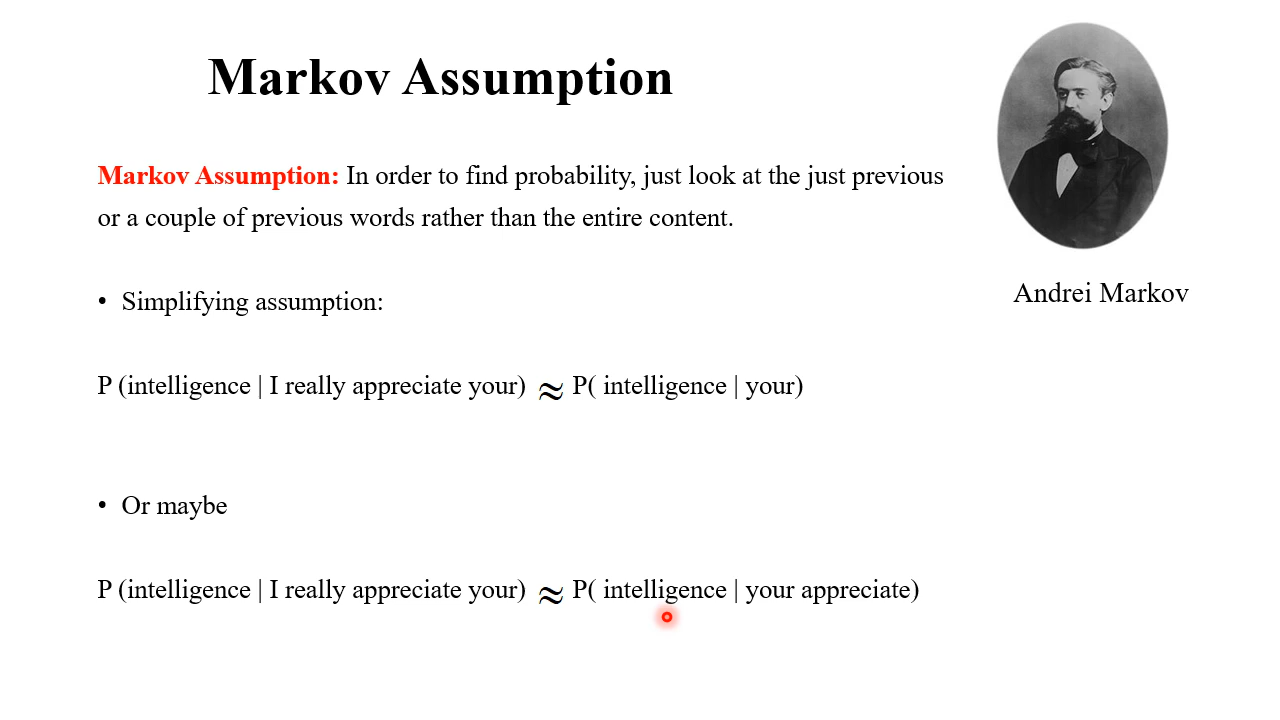 Markov Assumption
Markov Assumption: In order to find probability, just look at the just previous
or a couple of previous words rather than the entire content.
Andrei Markov
• Simplifying assumption:
P (intelligence | I really appreciate your) ≈ P( intelligence | your)
• Or maybe
P (intelligence | I really appreciate your) ≈ P( intelligence | your appreciate)